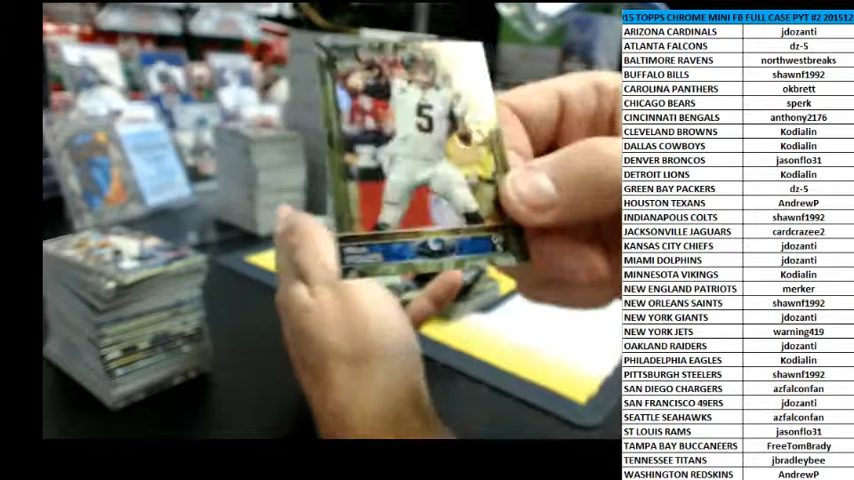 15 TOPPS CHROME MINI FB FULL CASE PYT #2 201512
ARIZONA CARDINALS jdozanti
ATLANTA FALCONS dz-5
BALTIMORE RAVENS northwestbreaks
BUFFALO BILLS shawnf1992
CAROLINA PANTHERS okbrett
CHICAGO BEARS sperk
CINCINNATI BENGALS anthony2176
CLEVELAND BROWNS Kodialin
DALLAS COWBOYS Kodialin
DENVER BRONCOS jasonflo31
DETROIT LIONS Kodialin
GREEN BAY PACKERS dz-5
HOUSTON TEXANS AndrewP
INDIANAPOLIS COLTS shawnf1992
JACKSONVILLE JAGUARS cardcrazee2
KANSAS CITY CHIEFS jdozanti
MIAMI DOLPHINS jdozanti
MINNESOTA VIKINGS Kodialin
NEW ENGLAND PATRIOTS merker
NEW ORLEANS SAINTS shawnf1992
NEW YORK GIANTS jdozanti
NEW YORK JETS warning419
OAKLAND RAIDERS jdozanti
PHILADELPHIA EAGLES Kodialin
PITTSBURGH STEELERS shawnf1992
SAN DIEGO CHARGERS azfalconfan
SAN FRANCISCO 49ERS jdozanti
SEATTLE SEAHAWKS azfalconfan
ST LOUIS RAMS jasonflo31
TAMPA BAY BUCCANEERS FreeTomBrady
TENNESSEE TITANS jbradleybee
WASHINGTON REDSKINS AndrewP
5